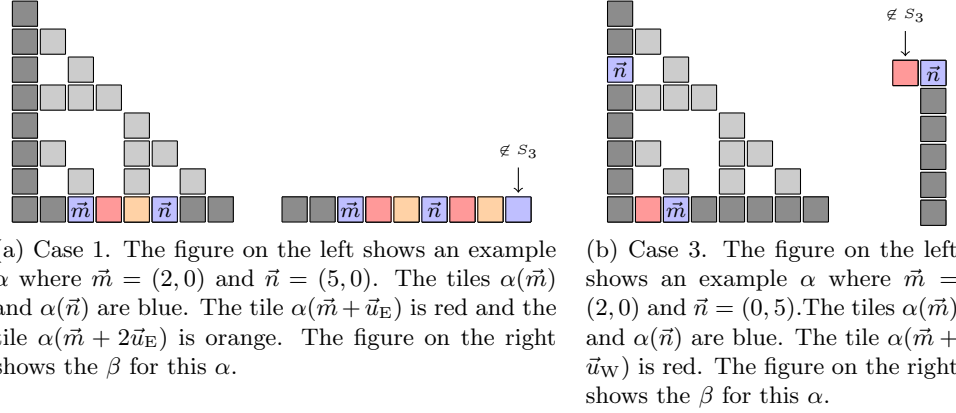 ∉ S₃
m⃗ n⃗
m⃗ n⃗
(a) Case 1. The figure on the left shows an example
α where m⃗ = (2, 0) and n⃗ = (5, 0). The tiles α(m⃗)
and α(n⃗) are blue. The tile α(m⃗ + u⃗_E) is red and the
tile α(m⃗ + 2u⃗_E) is orange. The figure on the right
shows the β for this α.
∉ S₃
n⃗
n⃗
m⃗
(b) Case 3. The figure on the left
shows an example α where m⃗ =
(2, 0) and n⃗ = (0, 5).The tiles α(m⃗)
and α(n⃗) are blue. The tile α(m⃗ +
u⃗_W) is red. The figure on the right
shows the β for this α.